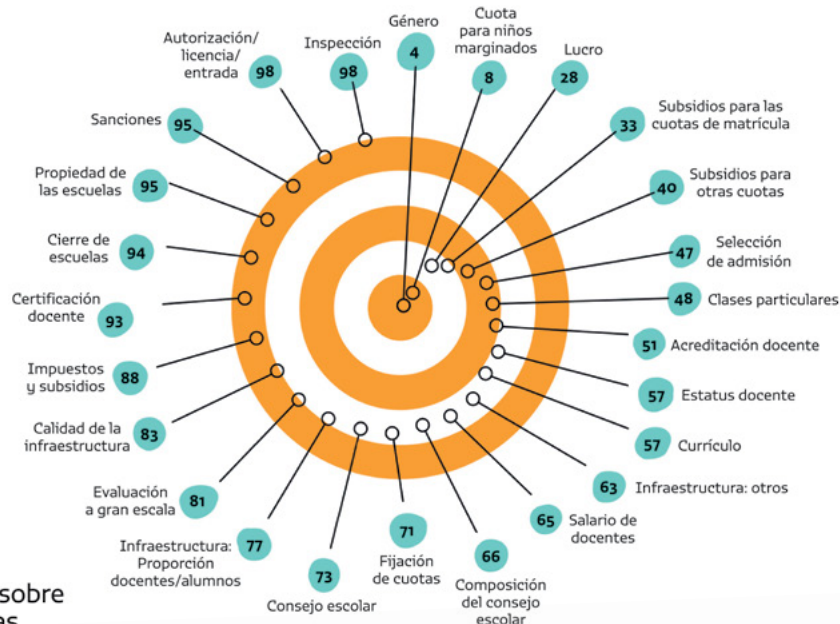 Género
4
Cuota
para niños
marginados
8
Lucro
28
Subsidios para las
cuotas de matrícula
33
Subsidios para
otras cuotas
40
Selección
de admisión
47
Clases particulares
48
Acreditación docente
51
Estatus docente
57
Currículo
57
Infraestructura: otros
63
Salario de
docentes
65
Composición
del consejo
escolar
66
Fijación
de cuotas
71
Consejo escolar
73
Infraestructura:
Proporción
docentes/alumnos
77
Evaluación
a gran escala
81
Calidad de la
infraestructura
83
Impuestos
y subsidios
88
Certificación
docente
93
Cierre de
escuelas
94
Propiedad de
las escuelas
95
Sanciones
95
Autorización/
licencia/
entrada
98
Inspección
98
sobre